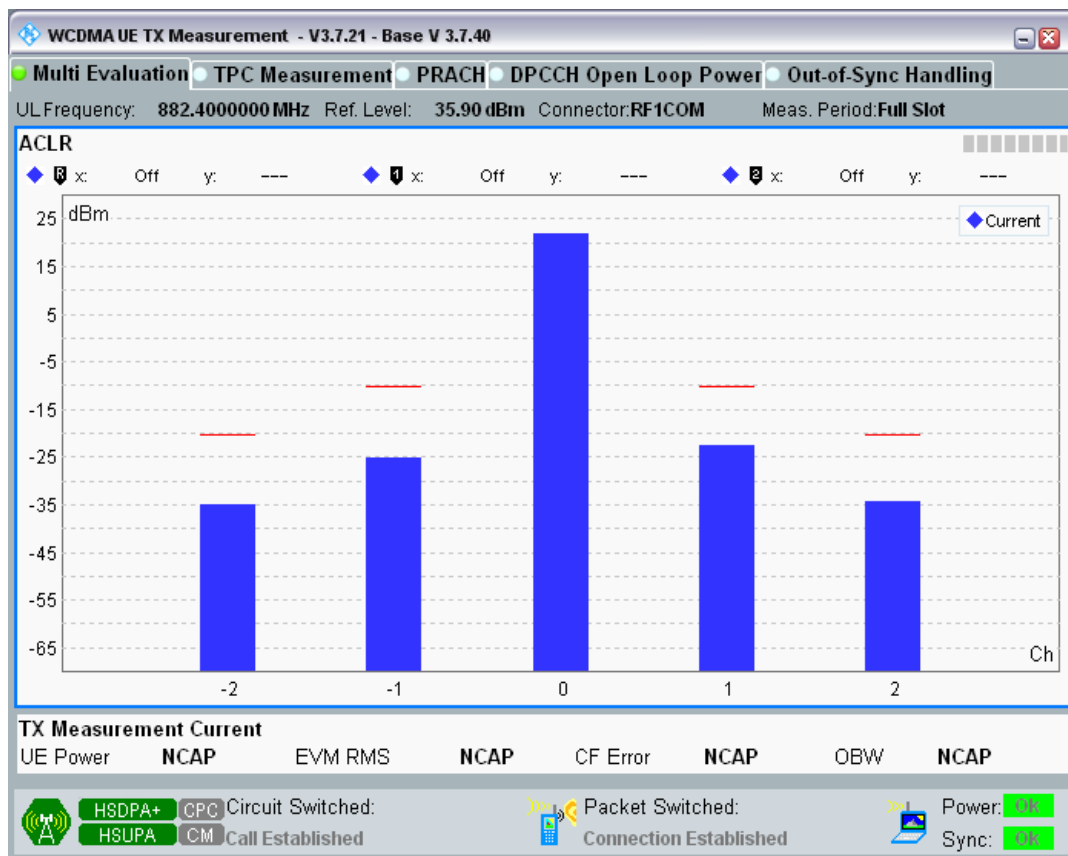 WCDMA UE TX Measurement - V3.7.21 - Base V 3.7.40
Multi Evaluation TPC Measurement PRACH DPCCH Open Loop Power Out-of-Sync Handling
UL Frequency: 882.4000000 MHz Ref. Level: 35.90 dBm Connector:RF1COM Meas. Period:Full Slot
ACLR
R x: Off y: --- 1 x: Off y: --- 2 x: Off y: ---
dBm
Current
25
15
5
-5
-15
-25
-35
-45
-55
-65
Ch
-2 -1 0 1 2
TX Measurement Current
UE Power NCAP EVM RMS NCAP CF Error NCAP OBW NCAP
HSDPA+ CPC Circuit Switched: Packet Switched: Power: OK
HSUPA CM Call Established Connection Established Sync: OK